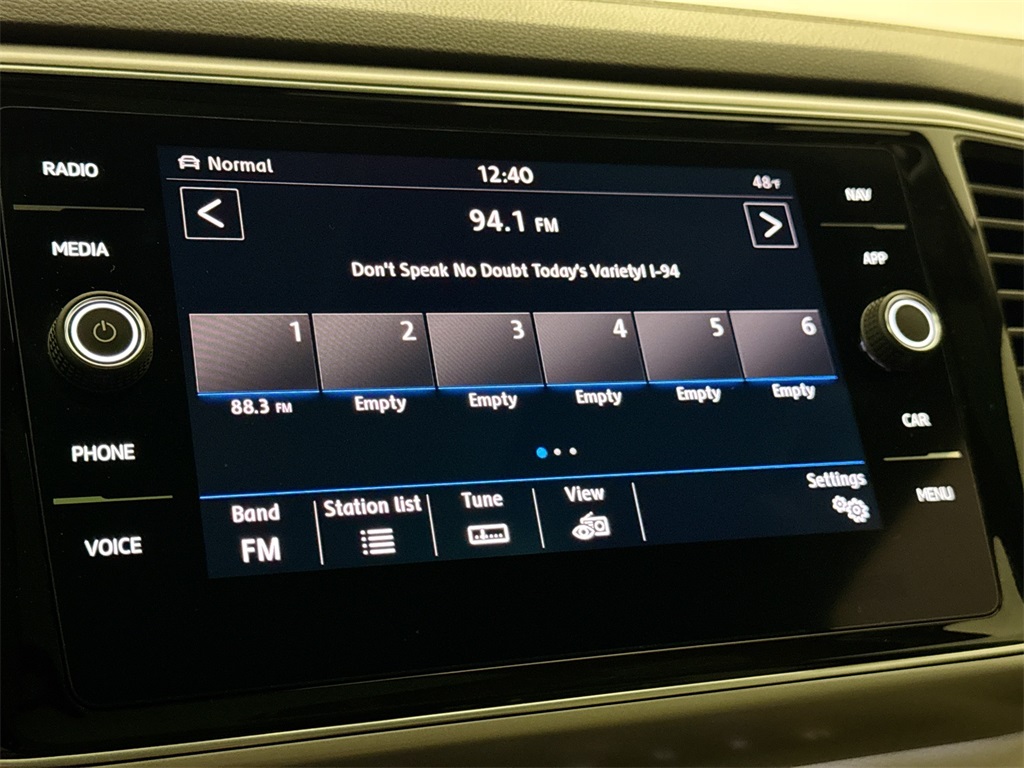 RADIO
MEDIA
PHONE
VOICE
Normal
12:40
48°F
<
94.1 FM
>
Don't Speak No Doubt Today's Variety! I-94
1 2 3 4 5 6
88.3 FM Empty Empty Empty Empty Empty
Band Station list Tune View Settings
FM
NAV
APP
CAR
MENU